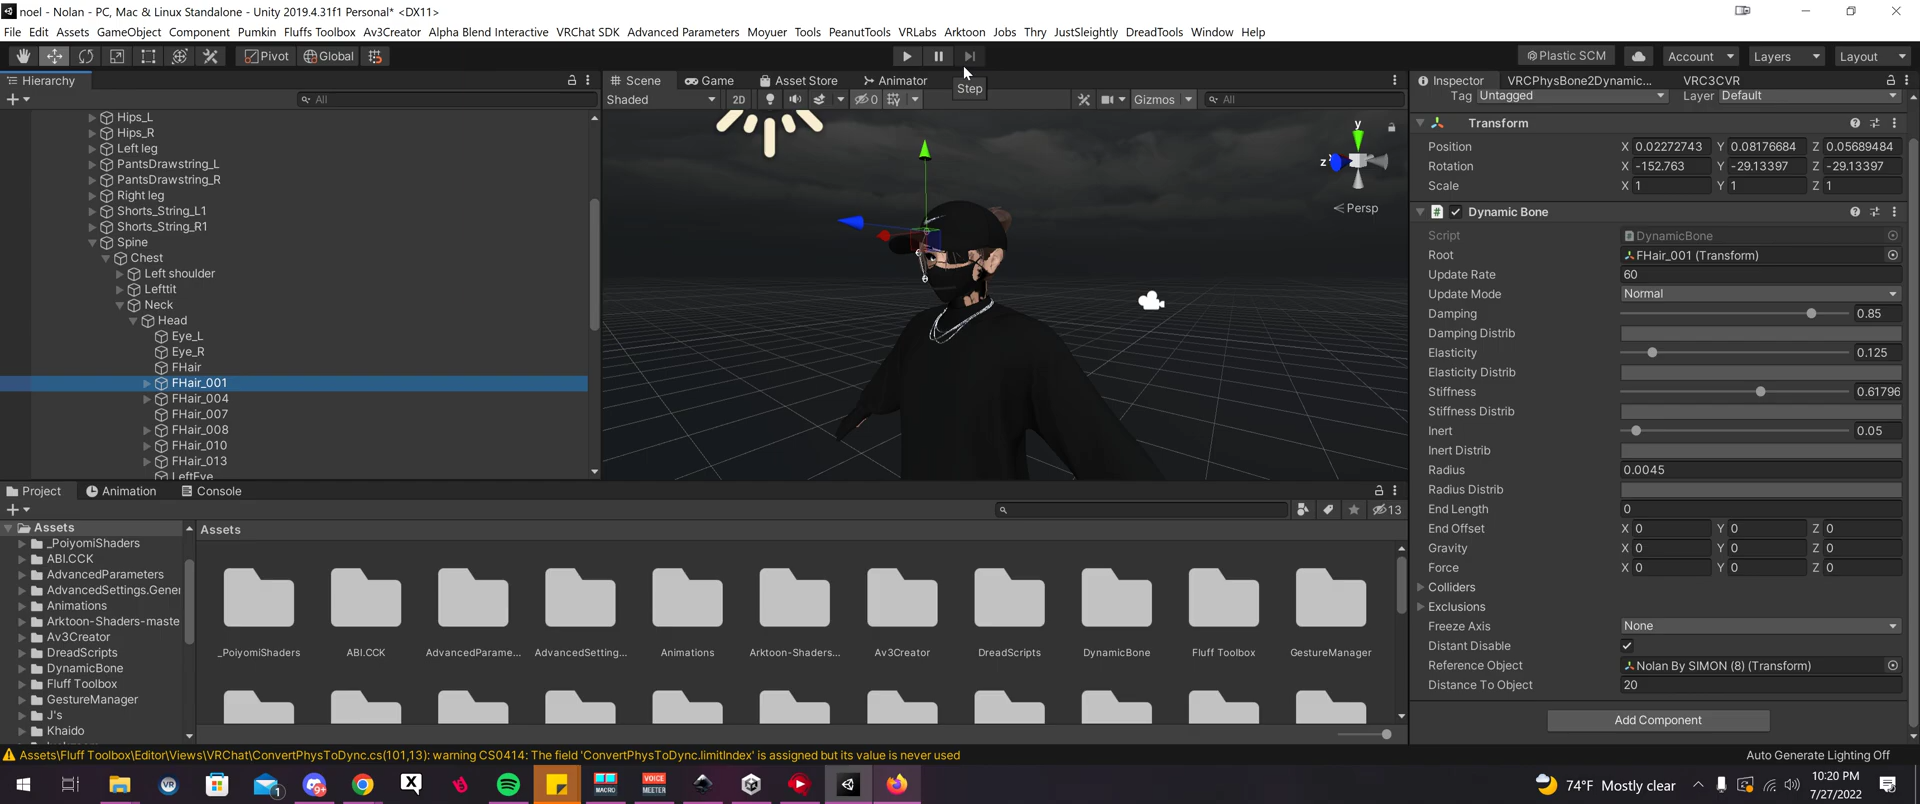 noel - Nolan - PC, Mac & Linux Standalone - Unity 2019.4.31f1 Personal* <DX11>
File Edit Assets GameObject Component Pumkin Fluffs Toolbox Av3Creator Alpha Blend Interactive VRChat SDK Advanced Parameters Moyuer Tools PeanutTools VRLabs Arktoon Jobs Thry JustSleightly DreadTools Window Help
Pivot Global Plastic SCM Account Layers Layout
Hierarchy Scene Game Asset Store Animator Inspector VRCPhysBone2Dynamic... VRC3CVR
All Shaded 2D 0 Step Gizmos All
Tag Untagged Layer Default
Hips_L
Hips_R
Left leg
PantsDrawstring_L
PantsDrawstring_R
Right leg
Shorts_String_L1
Shorts_String_R1
Spine
Chest
Left shoulder
Lefttit
Neck
Head
Eye_L
Eye_R
FHair
FHair_001
FHair_004
FHair_007
FHair_008
FHair_010
FHair_013
LeftEye
y
z
Persp
Transform
Position X 0.02272743 Y 0.08176684 Z 0.05689484
Rotation X -152.763 Y -29.13397 Z -29.13397
Scale X 1 Y 1 Z 1
Dynamic Bone
Script DynamicBone
Root FHair_001 (Transform)
Update Rate 60
Update Mode Normal
Damping 0.85
Damping Distrib
Elasticity 0.125
Elasticity Distrib
Stiffness 0.61796
Stiffness Distrib
Inert 0.05
Inert Distrib
Radius 0.0045
Radius Distrib
End Length 0
End Offset X 0 Y 0 Z 0
Gravity X 0 Y 0 Z 0
Force X 0 Y 0 Z 0
Colliders
Exclusions
Freeze Axis None
Distant Disable
Reference Object Nolan By SIMON (8) (Transform)
Distance To Object 20
Add Component
Project Animation Console
13
Assets
_PoiyomiShaders
ABI.CCK
AdvancedParameters
AdvancedSettings.Gener
Animations
Arktoon-Shaders-maste
Av3Creator
DreadScripts
DynamicBone
Fluff Toolbox
GestureManager
J's
Khaido
Assets
_PoiyomiShaders ABI.CCK AdvancedParame... AdvancedSetting... Animations Arktoon-Shaders... Av3Creator DreadScripts DynamicBone Fluff Toolbox GestureManager
Assets\Fluff Toolbox\Editor\Views\VRChat\ConvertPhysToDync.cs(101,13): warning CS0414: The field 'ConvertPhysToDync.limitIndex' is assigned but its value is never used
Auto Generate Lighting Off
VR 1 9+ X MACRO VOICE MEETER
74°F Mostly clear
10:20 PM
7/27/2022